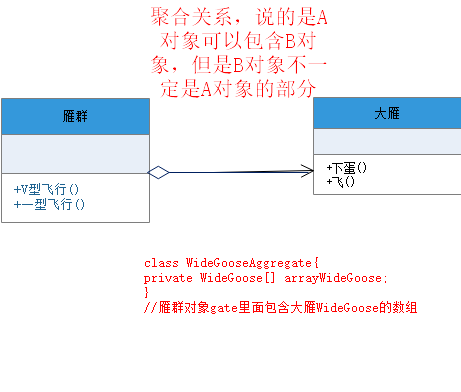 聚合关系，说的是A
对象可以包含B对
象，但是B对象不一
定是A对象的部分
雁群
大雁
+V型飞行()
+一型飞行()
+下蛋()
+飞()
class WideGooseAggregate{
private WideGoose[] arrayWideGoose;
}
//雁群对象gate里面包含大雁WideGoose的数组